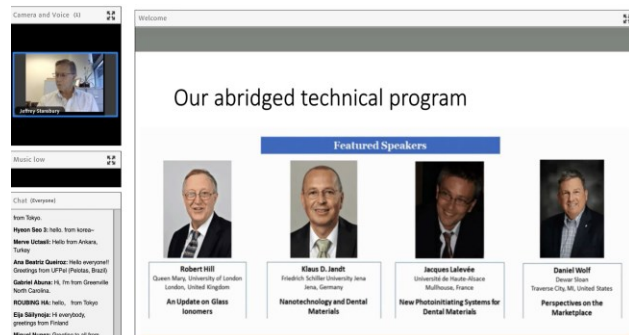 Camera and Voice (1)
Jeffrey Stansbury
Music low
Chat (Everyone)
from Tokyo.
Hyeon Seo 3: hello. from korea~
Merve Uctasli: Hello from Ankara,
Turkey
Ana Beatriz Queiroz: Hello everyone!!
Greetings from UFPel (Pelotas, Brazil)
Gabriel Abuna: Hi, I'm from Greenville
North Carolina.
ROUBING HA: hello, from Tokyo
Eija Säilynoja: Hi everybody,
greetings from Finland
Welcome
Our abridged technical program
Featured Speakers
Robert Hill
Queen Mary, University of London
London, United Kingdom
An Update on Glass
Ionomers
Klaus D. Jandt
Friedrich Schiller University Jena
Jena, Germany
Nanotechnology and Dental
Materials
Jacques Lalevée
Université de Haute-Alsace
Mulhouse, France
New Photoinitiating Systems for
Dental Materials
Daniel Wolf
Dewar Sloan
Traverse City, MI, United States
Perspectives on the
Marketplace